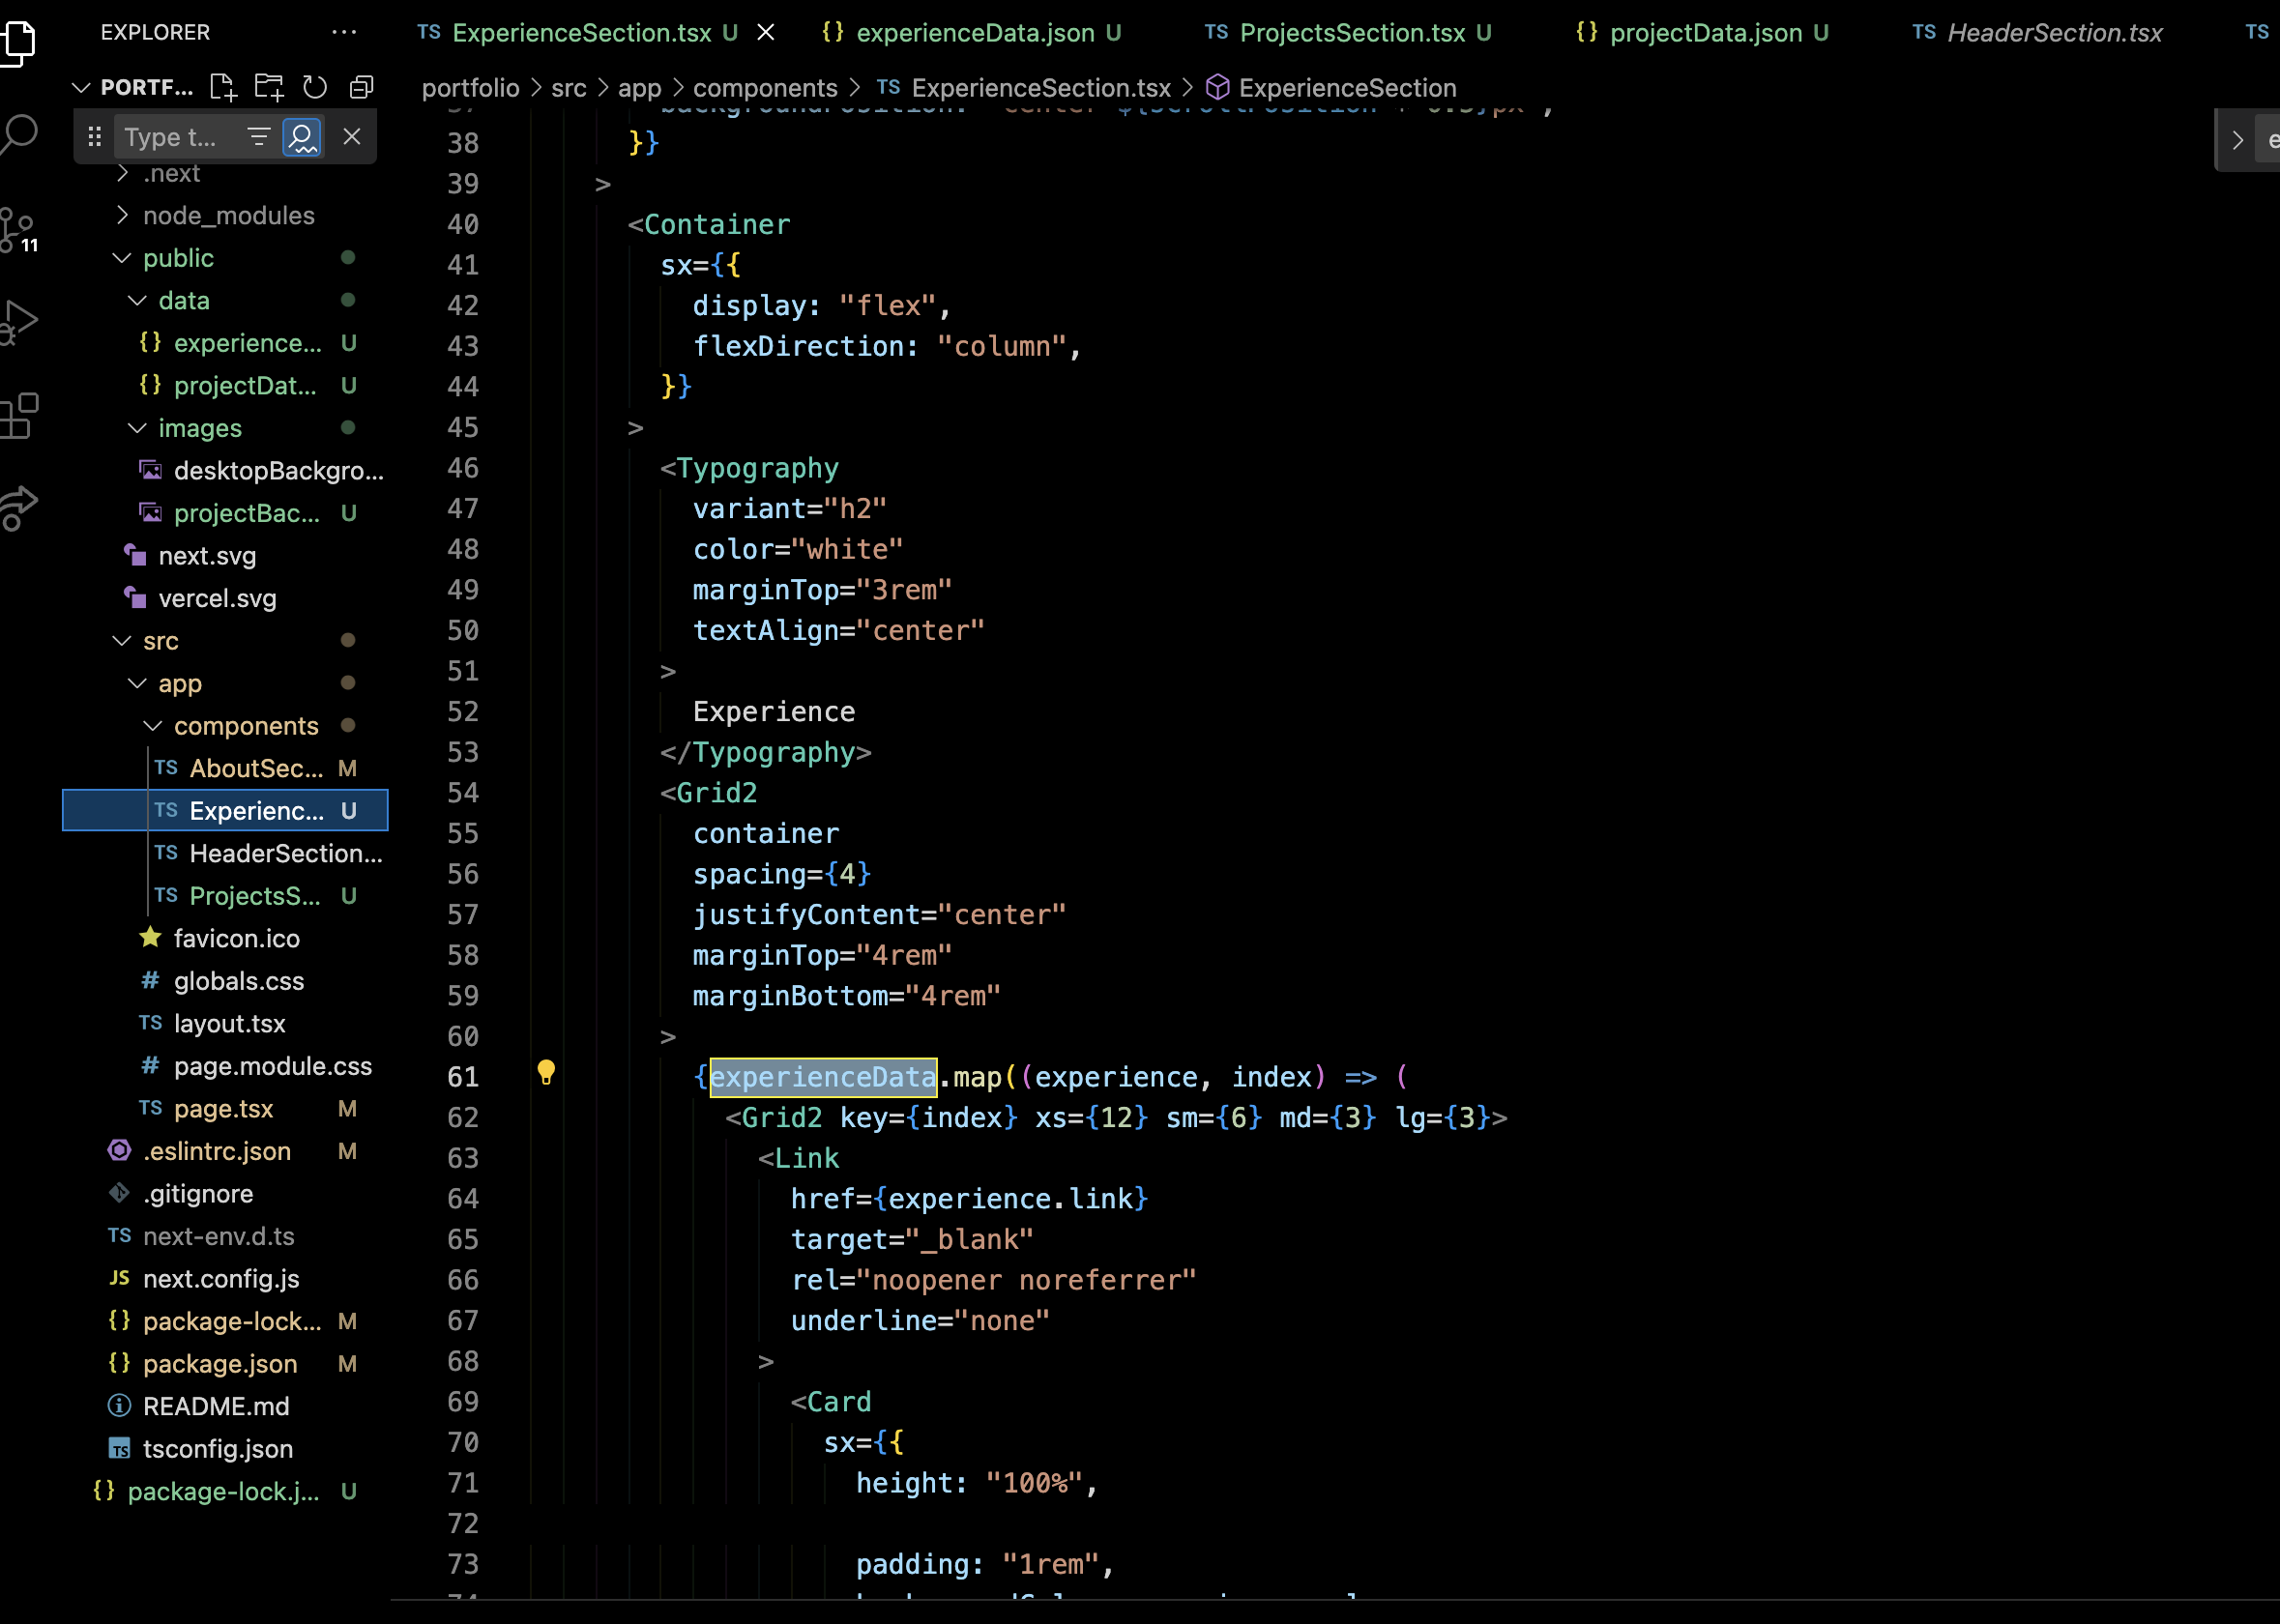 EXPLORER
PORTF...
Type t...
.next
node_modules
public
data
{} experience... U
{} projectDat... U
images
desktopBackgro...
projectBac... U
next.svg
vercel.svg
src
app
components
TS AboutSec... M
TS Experienc... U
TS HeaderSection...
TS ProjectsS... U
favicon.ico
# globals.css
TS layout.tsx
# page.module.css
TS page.tsx M
.eslintrc.json M
.gitignore
TS next-env.d.ts
JS next.config.js
{} package-lock... M
{} package.json M
README.md
TS tsconfig.json
{} package-lock.j... U
11
TS ExperienceSection.tsx U {} experienceData.json U TS ProjectsSection.tsx U {} projectData.json U TS HeaderSection.tsx TS
portfolio > src > app > components > TS ExperienceSection.tsx > ExperienceSection
38 }}
39 >
40 <Container
41 sx={{
42 display: "flex",
43 flexDirection: "column",
44 }}
45 >
46 <Typography
47 variant="h2"
48 color="white"
49 marginTop="3rem"
50 textAlign="center"
51 >
52 Experience
53 </Typography>
54 <Grid2
55 container
56 spacing={4}
57 justifyContent="center"
58 marginTop="4rem"
59 marginBottom="4rem"
60 >
61 {experienceData.map((experience, index) => (
62 <Grid2 key={index} xs={12} sm={6} md={3} lg={3}>
63 <Link
64 href={experience.link}
65 target="_blank"
66 rel="noopener noreferrer"
67 underline="none"
68 >
69 <Card
70 sx={{
71 height: "100%",
72
73 padding: "1rem",